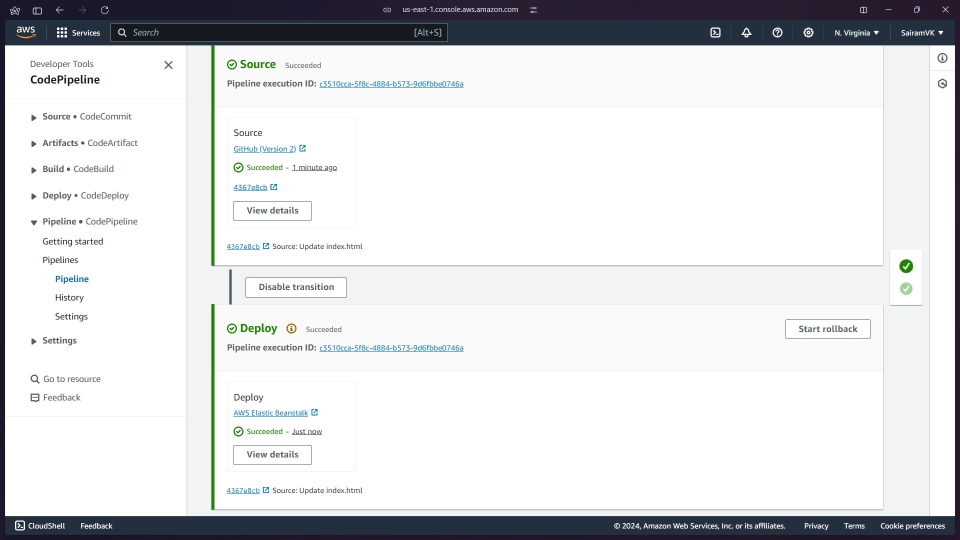 us-east-1.console.aws.amazon.com
aws
Services
Search
[Alt+S]
N. Virginia ▼
SairamVK ▼
Developer Tools
CodePipeline
Source • CodeCommit
Artifacts • CodeArtifact
Build • CodeBuild
Deploy • CodeDeploy
Pipeline • CodePipeline
Getting started
Pipelines
Pipeline
History
Settings
Settings
Go to resource
Feedback
Source Succeeded
Pipeline execution ID: c3510cca-5f8c-4884-b573-9d6fbbe0746a
Source
GitHub (Version 2)
Succeeded - 1 minute ago
4367e8cb
View details
4367e8cb Source: Update index.html
Disable transition
Deploy Succeeded
Start rollback
Pipeline execution ID: c3510cca-5f8c-4884-b573-9d6fbbe0746a
Deploy
AWS Elastic Beanstalk
Succeeded - Just now
View details
4367e8cb Source: Update index.html
CloudShell
Feedback
© 2024, Amazon Web Services, Inc. or its affiliates.
Privacy
Terms
Cookie preferences